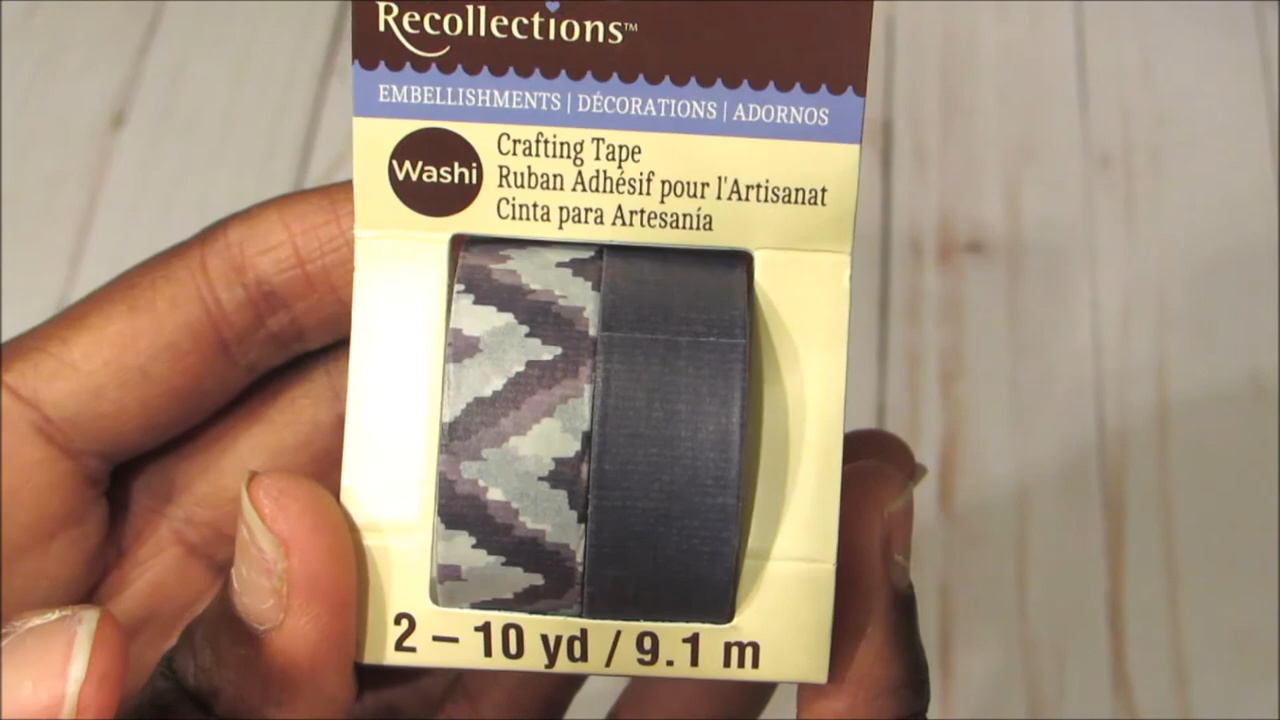 Recollections™
EMBELLISHMENTS | DÉCORATIONS | ADORNOS
Washi
Crafting Tape
Ruban Adhésif pour l'Artisanat
Cinta para Artesanía
2 – 10 yd / 9.1 m